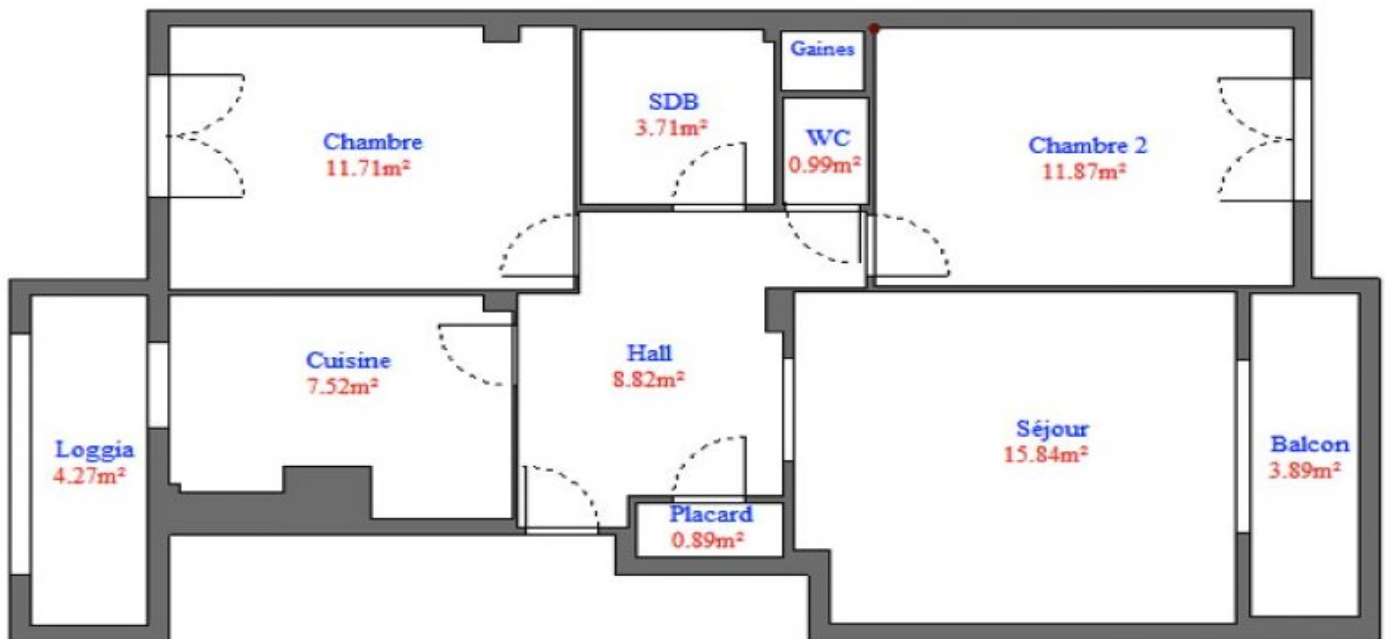 Gaines
SDB
3.71m²
Chambre
11.71m²
WC
0.99m²
Chambre 2
11.87m²
Cuisine
7.52m²
Hall
8.82m²
Séjour
15.84m²
Loggia
4.27m²
Balcon
3.89m²
Placard
0.89m²